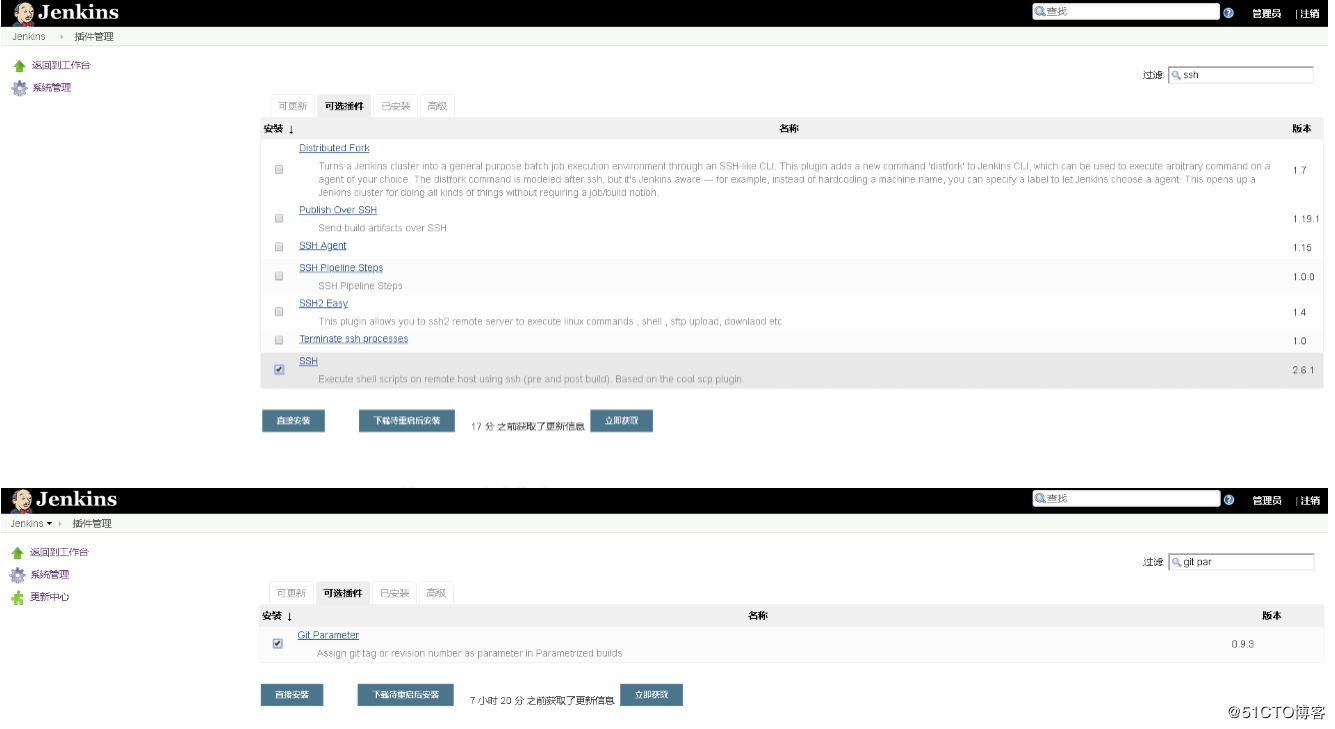 Jenkins
查找
管理员 | 注销
Jenkins 插件管理
返回到工作台
系统管理
过滤: ssh
可更新 可选插件 已安装 高级
安装 ↓ 名称 版本
Distributed Fork
Turns a Jenkins cluster into a general purpose batch job execution environment through an SSH-like CLI. This plugin adds a new command 'distfork' to Jenkins CLI, which can be used to execute arbitrary command on a
agent of your choice. The distfork command is modeled after ssh, but it's Jenkins aware — for example, instead of hardcoding a machine name, you can specify a label to let Jenkins choose a agent. This opens up a
Jenkins cluster for doing all kinds of things without requiring a job/build notion.
1.7
Publish Over SSH
Send build artifacts over SSH
1.19.1
SSH Agent
1.15
SSH Pipeline Steps
SSH Pipeline Steps
1.0.0
SSH2 Easy
This plugin allows you to ssh2 remote server to execute linux commands , shell , sftp upload, downlaod etc
1.4
Terminate ssh processes
1.0
SSH
Execute shell scripts on remote host using ssh (pre and post build). Based on the cool scp plugin.
2.6.1
直接安装 下载待重启后安装 17 分 之前获取了更新信息 立即获取
Jenkins
查找
管理员 | 注销
Jenkins 插件管理
返回到工作台
系统管理
更新中心
过滤: git par
可更新 可选插件 已安装 高级
安装 ↓ 名称 版本
Git Parameter
Assign git tag or revision number as parameter in Parametrized builds
0.9.3
直接安装 下载待重启后安装 7 小时 20 分 之前获取了更新信息 立即获取
@51CTO博客